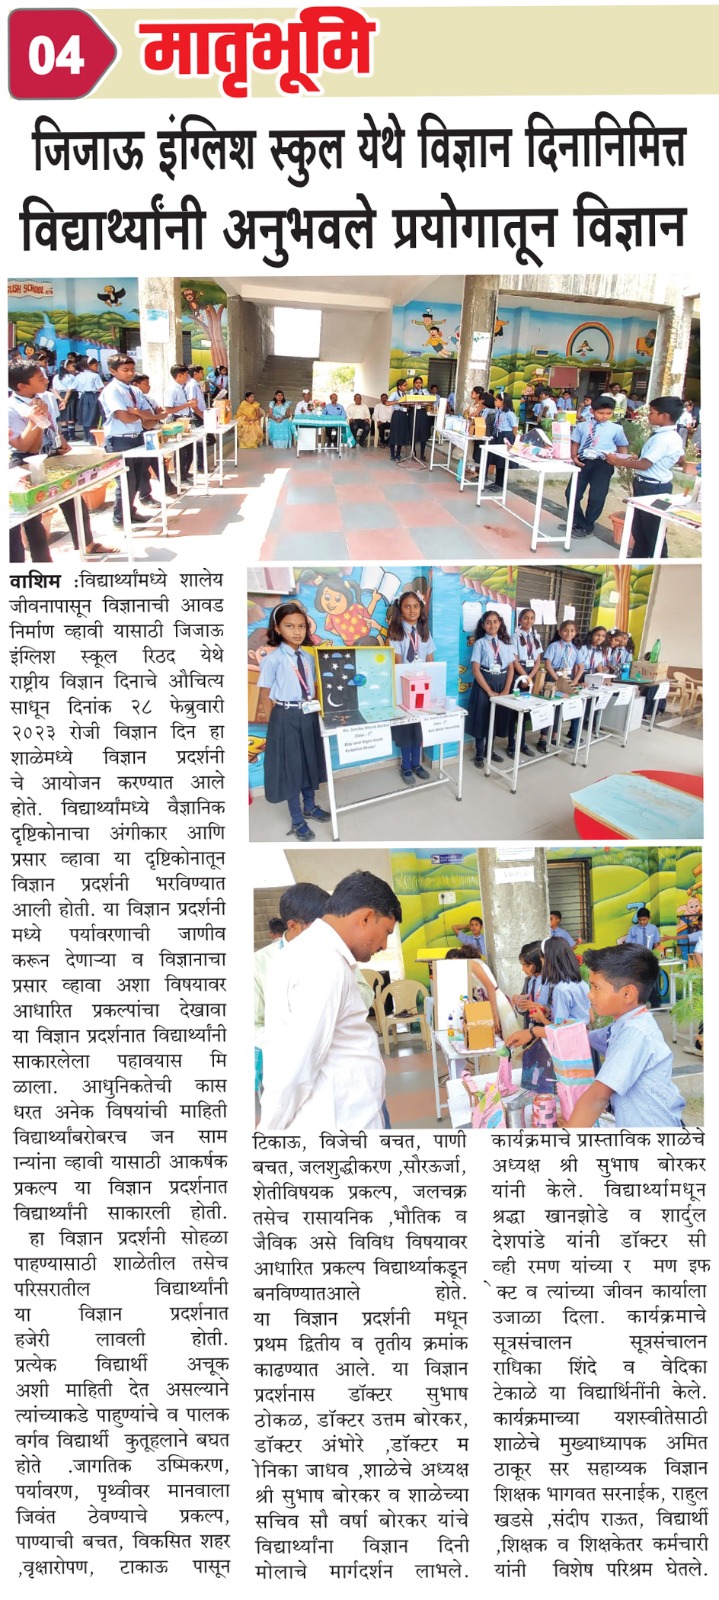 04
मातृभूमि
जिजाऊ इंग्लिश स्कुल येथे विज्ञान दिनानिमित्त
विद्यार्थ्यांनी अनुभवले प्रयोगातून विज्ञान
GLISH SCHOOL
वाशिम :विद्यार्थ्यांमध्ये शालेय
जीवनापासून विज्ञानाची आवड
निर्माण व्हावी यासाठी जिजाऊ
इंग्लिश स्कूल रिठद येथे
राष्ट्रीय विज्ञान दिनाचे औचित्य
साधून दिनांक २८ फेब्रुवारी
२०२३ रोजी विज्ञान दिन हा
शाळेमध्ये विज्ञान प्रदर्शनी
चे आयोजन करण्यात आले
होते. विद्यार्थ्यांमध्ये वैज्ञानिक
दृष्टिकोनाचा अंगीकार आणि
प्रसार व्हावा या दृष्टिकोनातून
विज्ञान प्रदर्शनी भरविण्यात
आली होती. या विज्ञान प्रदर्शनी
मध्ये पर्यावरणाची जाणीव
करून देणाऱ्या व विज्ञानाचा
प्रसार व्हावा अशा विषयावर
आधारित प्रकल्पांचा देखावा
या विज्ञान प्रदर्शनात विद्यार्थ्यांनी
साकारलेला पहावयास मि
ळाला. आधुनिकतेची कास
धरत अनेक विषयांची माहिती
विद्यार्थ्यांबरोबरच जन साम
ान्यांना व्हावी यासाठी आकर्षक
प्रकल्प या विज्ञान प्रदर्शनात
विद्यार्थ्यांनी साकारली होती.
हा विज्ञान प्रदर्शनी सोहळा
पाहण्यासाठी शाळेतील तसेच
परिसरातील विद्यार्थ्यांनी
या विज्ञान प्रदर्शनात
हजेरी लावली होती.
प्रत्येक विद्यार्थी अचूक
अशी माहिती देत असल्याने
त्यांच्याकडे पाहुण्यांचे व पालक
वर्गव विद्यार्थी कुतूहलाने बघत
होते .जागतिक उष्मिकरण,
पर्यावरण, पृथ्वीवर मानवाला
जिवंत ठेवण्याचे प्रकल्प,
पाण्याची बचत, विकसित शहर
,वृक्षारोपण, टाकाऊ पासून
टिकाऊ, विजेची बचत, पाणी
बचत, जलशुद्धीकरण ,सौरऊर्जा,
शेतीविषयक प्रकल्प, जलचक्र
तसेच रासायनिक ,भौतिक व
जैविक असे विविध विषयावर
आधारित प्रकल्प विद्यार्थ्याकडून
बनविण्यातआले होते.
या विज्ञान प्रदर्शनी मधून
प्रथम द्वितीय व तृतीय क्रमांक
काढण्यात आले. या विज्ञान
प्रदर्शनास डॉक्टर सुभाष
ठोकळ, डॉक्टर उत्तम बोरकर,
डॉक्टर अंभोरे ,डॉक्टर म
ोनिका जाधव ,शाळेचे अध्यक्ष
श्री सुभाष बोरकर व शाळेच्या
सचिव सौ वर्षा बोरकर यांचे
विद्यार्थ्यांना विज्ञान दिनी
मोलाचे मार्गदर्शन लाभले.
कार्यक्रमाचे प्रास्ताविक शाळेचे
अध्यक्ष श्री सुभाष बोरकर
यांनी केले. विद्यार्थ्यामधून
श्रद्धा खानझोडे व शार्दुल
देशपांडे यांनी डॉक्टर सी
व्ही रमण यांच्या र मण इफ
ेक्ट व त्यांच्या जीवन कार्याला
उजाळा दिला. कार्यक्रमाचे
सूत्रसंचालन सूत्रसंचालन
राधिका शिंदे व वेदिका
टेकाळे या विद्यार्थिनींनी केले.
कार्यक्रमाच्या यशस्वीतेसाठी
शाळेचे मुख्याध्यापक अमित
ठाकूर सर सहाय्यक विज्ञान
शिक्षक भागवत सरनाईक, राहुल
खडसे ,संदीप राऊत, विद्यार्थी
,शिक्षक व शिक्षकेतर कर्मचारी
यांनी विशेष परिश्रम घेतले.